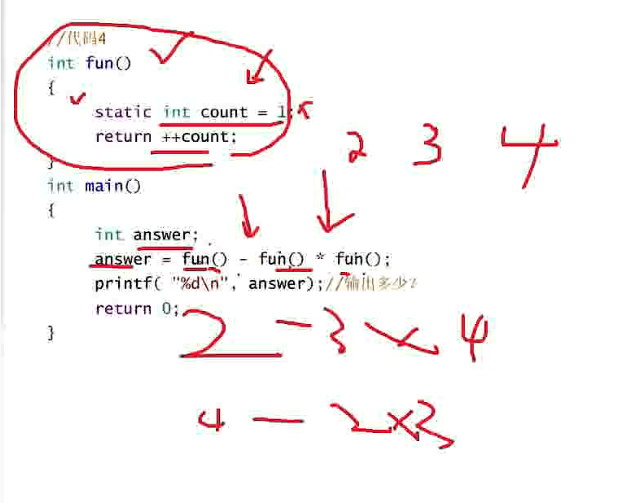 //代码4
int fun()
{
static int count = 1;
return ++count;
}
2 3 4
int main()
{
int answer;
answer = fun() - fun() * fun();
printf( "%d\n", answer);//输出多少?
return 0;
}
2 - 3 × 4
4 - 2×3